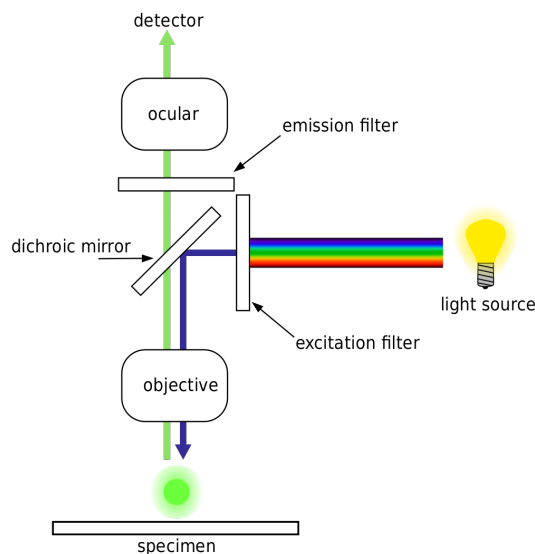 detector
ocular
emission filter
dichroic mirror
light source
excitation filter
objective
specimen